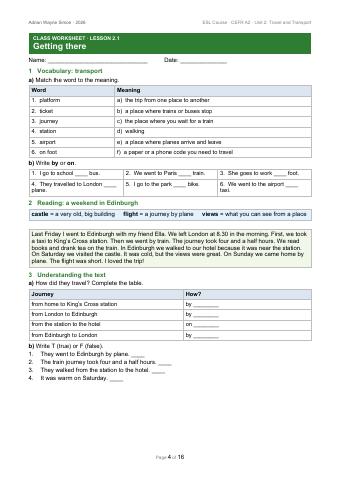 Adrian Wayne Simon · 2026
ESL Course · CEFR A2 · Unit 2: Travel and Transport
CLASS WORKSHEET · LESSON 2.1
Getting there
Name: ______________________________ Date: ______________
1 Vocabulary: transport
a) Match the word to the meaning.
Word Meaning
1. platform a) the trip from one place to another
2. ticket b) a place where trains or buses stop
3. journey c) the place where you wait for a train
4. station d) walking
5. airport e) a place where planes arrive and leave
6. on foot f) a paper or a phone code you need to travel
b) Write by or on.
1. I go to school ____ bus. 2. We went to Paris ____ train. 3. She goes to work ____ foot.
4. They travelled to London ____ plane. 5. I go to the park ____ bike. 6. We went to the airport ____ taxi.
2 Reading: a weekend in Edinburgh
castle = a very old, big building flight = a journey by plane views = what you can see from a place
Last Friday I went to Edinburgh with my friend Ella. We left London at 8.30 in the morning. First, we took
a taxi to King's Cross station. Then we went by train. The journey took four and a half hours. We read
books and drank tea on the train. In Edinburgh we walked to our hotel because it was near the station.
On Saturday we visited the castle. It was cold, but the views were great. On Sunday we came home by
plane. The flight was short. I loved the trip!
3 Understanding the text
a) How did they travel? Complete the table.
Journey How?
from home to King's Cross station by ________
from London to Edinburgh by ________
from the station to the hotel on ________
from Edinburgh to London by ________
b) Write T (true) or F (false).
1. They went to Edinburgh by plane. ____
2. The train journey took four and a half hours. ____
3. They walked from the station to the hotel. ____
4. It was warm on Saturday. ____
Page 4 of 16